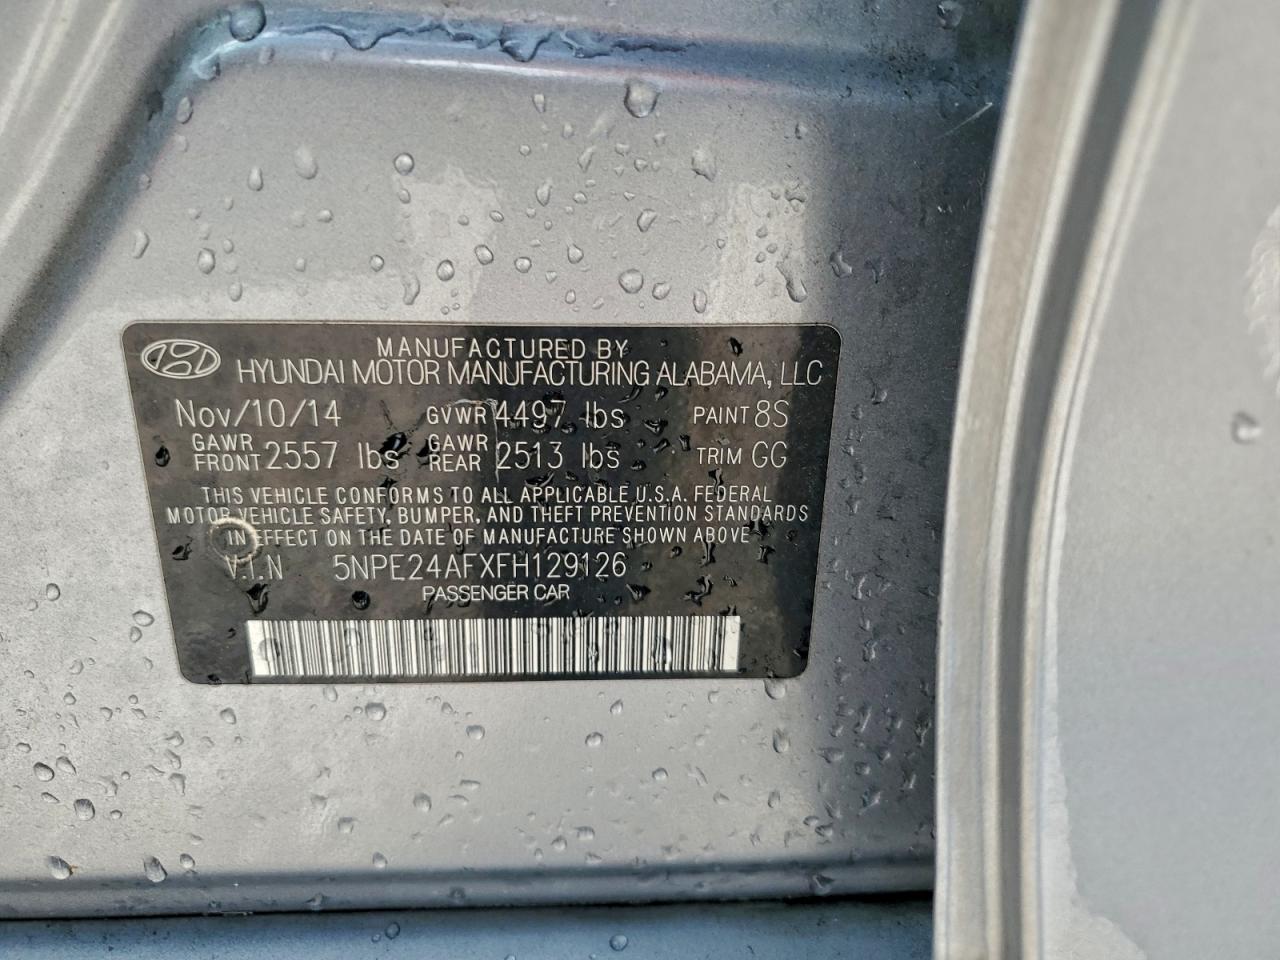 MANUFACTURED BY
HYUNDAI MOTOR MANUFACTURING ALABAMA, LLC
Nov/10/14 GVWR 4497 lbs PAINT 8S
GAWR FRONT 2557 lbs GAWR REAR 2513 lbs TRIM GG
THIS VEHICLE CONFORMS TO ALL APPLICABLE U.S.A. FEDERAL
MOTOR VEHICLE SAFETY, BUMPER, AND THEFT PREVENTION STANDARDS
IN EFFECT ON THE DATE OF MANUFACTURE SHOWN ABOVE
V.I.N 5NPE24AFXFH129126
PASSENGER CAR